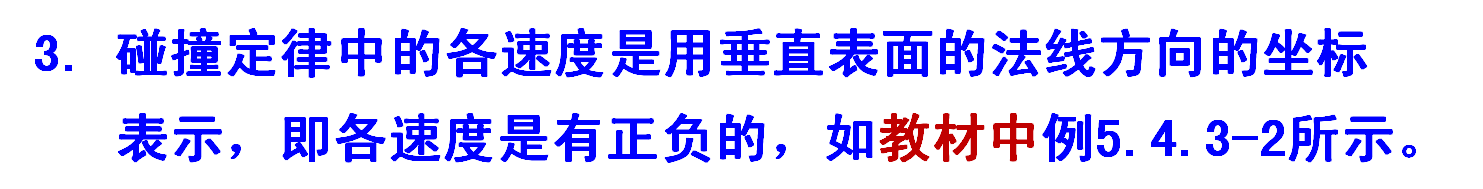 3. 碰撞定律中的各速度是用垂直表面的法线方向的坐标
表示，即各速度是有正负的，如教材中例5.4.3-2所示。